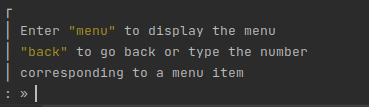 Enter "menu" to display the menu
"back" to go back or type the number
corresponding to a menu item
: »